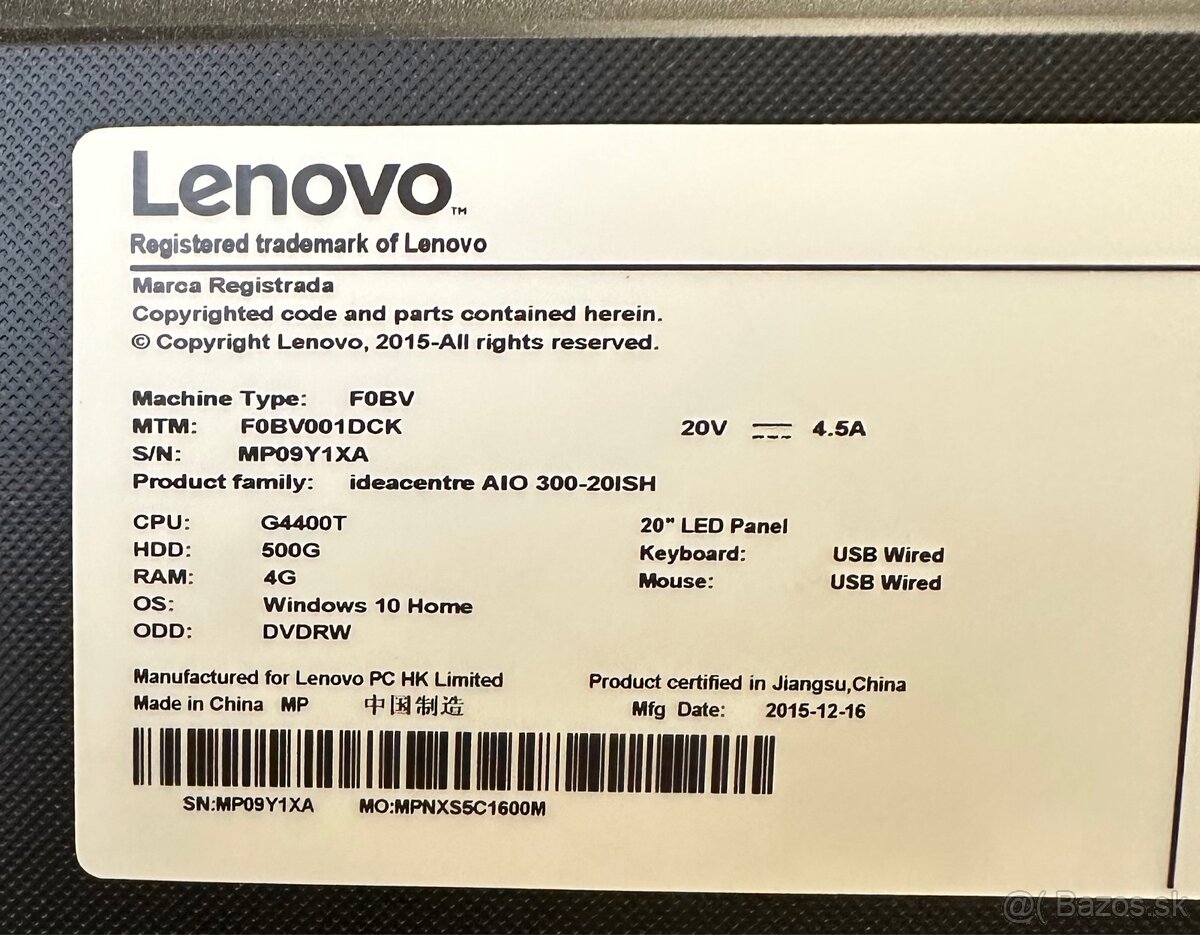 Lenovo™
Registered trademark of Lenovo
Marca Registrada
Copyrighted code and parts contained herein.
© Copyright Lenovo, 2015-All rights reserved.
Machine Type: F0BV
MTM: F0BV001DCK
20V 4.5A
S/N: MP09Y1XA
Product family: ideacentre AIO 300-20ISH
CPU: G4400T
HDD: 500G
RAM: 4G
OS: Windows 10 Home
ODD: DVDRW
20" LED Panel
Keyboard: USB Wired
Mouse: USB Wired
Manufactured for Lenovo PC HK Limited
Made in China MP 中国制造
Product certified in Jiangsu,China
Mfg Date: 2015-12-16
SN:MP09Y1XA MO:MPNXS5C1600M
@( Bazos.sk